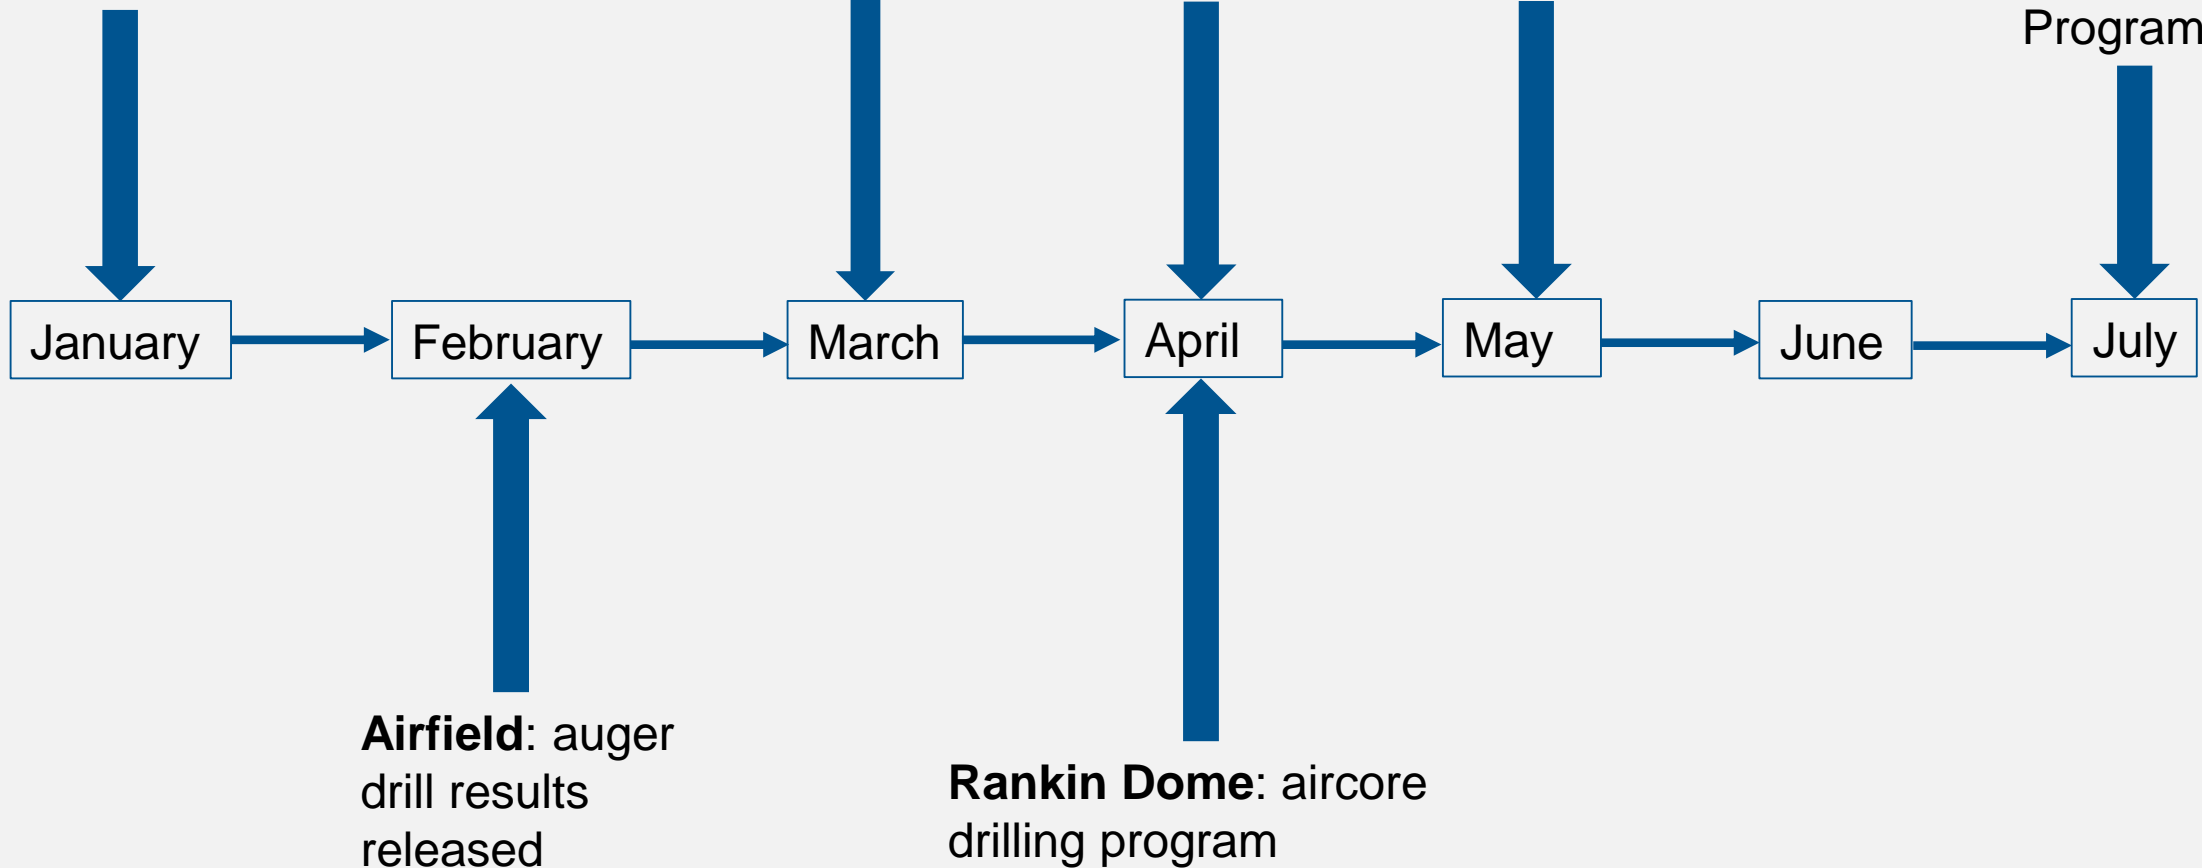 Program
January
February
March
April
May
June
July
Airfield: auger
drill results
released
Rankin Dome: aircore
drilling program